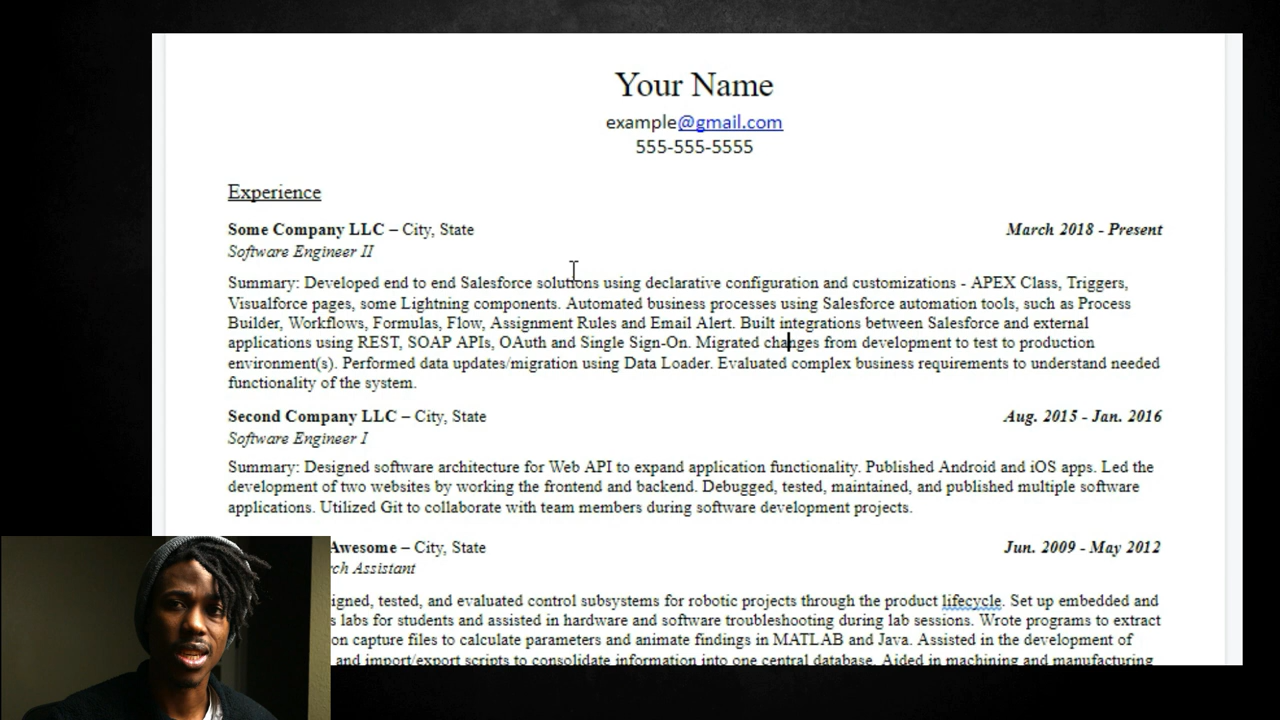 Your Name
example@gmail.com
555-555-5555
Experience
Some Company LLC – City, State March 2018 - Present
Software Engineer II
Summary: Developed end to end Salesforce solutions using declarative configuration and customizations - APEX Class, Triggers,
Visualforce pages, some Lightning components. Automated business processes using Salesforce automation tools, such as Process
Builder, Workflows, Formulas, Flow, Assignment Rules and Email Alert. Built integrations between Salesforce and external
applications using REST, SOAP APIs, OAuth and Single Sign-On. Migrated changes from development to test to production
environment(s). Performed data updates/migration using Data Loader. Evaluated complex business requirements to understand needed
functionality of the system.
Second Company LLC – City, State Aug. 2015 - Jan. 2016
Software Engineer I
Summary: Designed software architecture for Web API to expand application functionality. Published Android and iOS apps. Led the
development of two websites by working the frontend and backend. Debugged, tested, maintained, and published multiple software
applications. Utilized Git to collaborate with team members during software development projects.
Awesome – City, State Jun. 2009 - May 2012
rch Assistant
igned, tested, and evaluated control subsystems for robotic projects through the product lifecycle. Set up embedded and
s labs for students and assisted in hardware and software troubleshooting during lab sessions. Wrote programs to extract
on capture files to calculate parameters and animate findings in MATLAB and Java. Assisted in the development of
and import/export scripts to consolidate information into one central database. Aided in machining and manufacturing